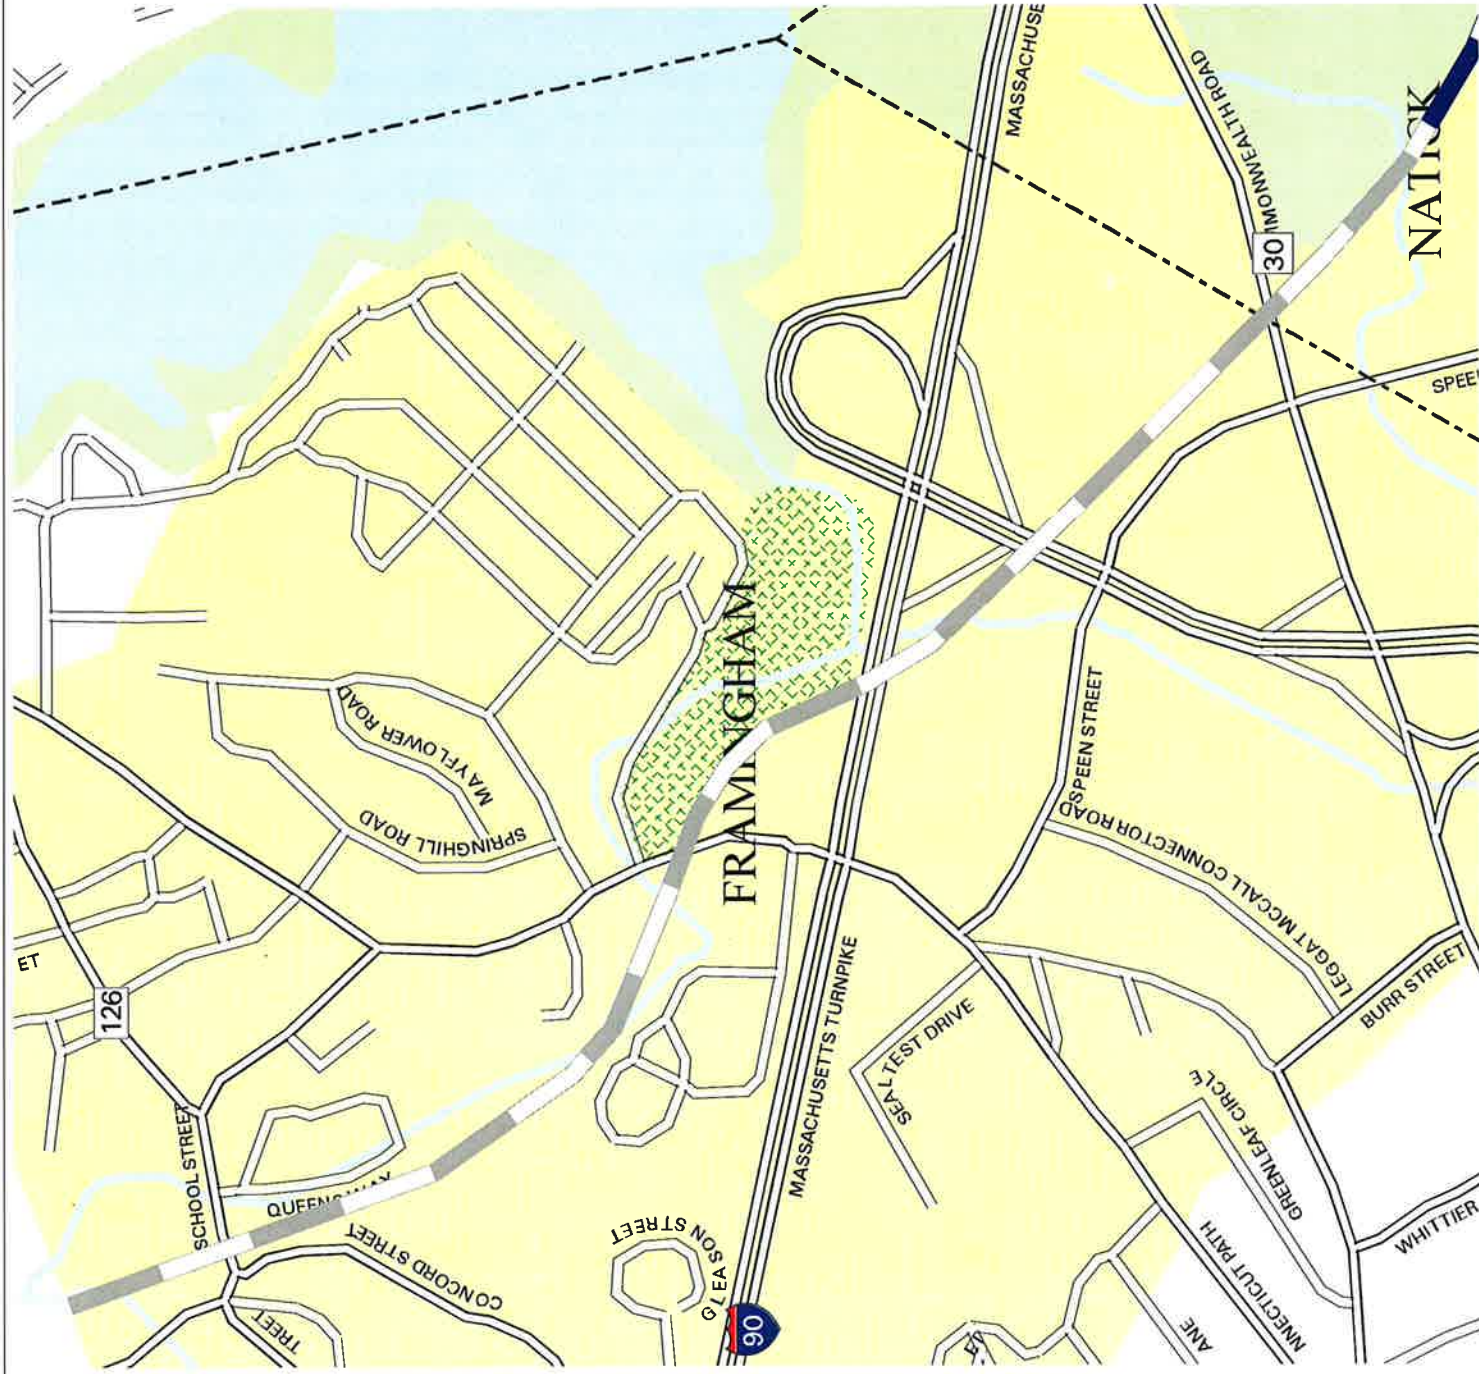 MASSACHUSE
MMONWEALTH ROAD
NATICK
30
SPEE
MAYFLOWER ROAD
SPRINGHILL ROAD
FRAMINGHAM
SPEEN STREET
LEGGAT MCCALL CONNECTOR ROAD
ET
126
MASSACHUSETTS TURNPIKE
SEALTEST DRIVE
BURR STREET
SCHOOL STREET
QUEENS WAY
GREENLEAF CIRCLE
CONCORD STREET
GLEASON STREET
TREET
90
NNECTICUT PATH
WHITTIER
ANE